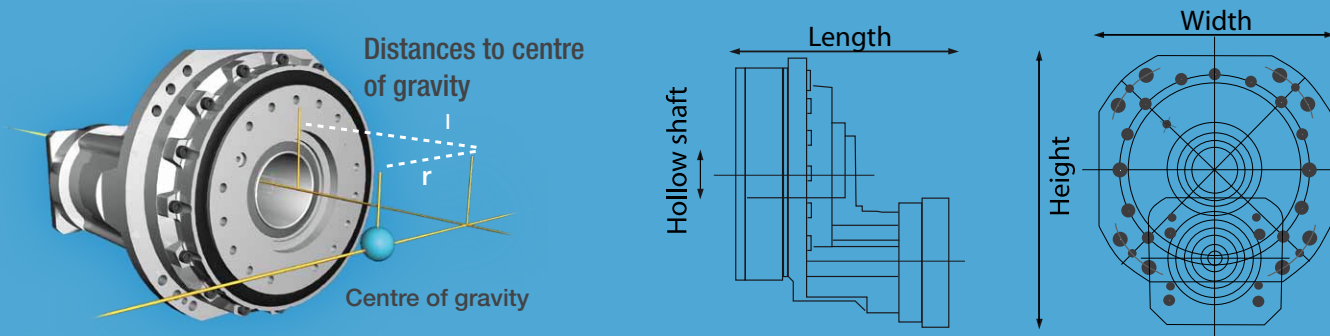 Distances to centre
of gravity
l
r
Centre of gravity
Length
Hollow shaft
Width
Height